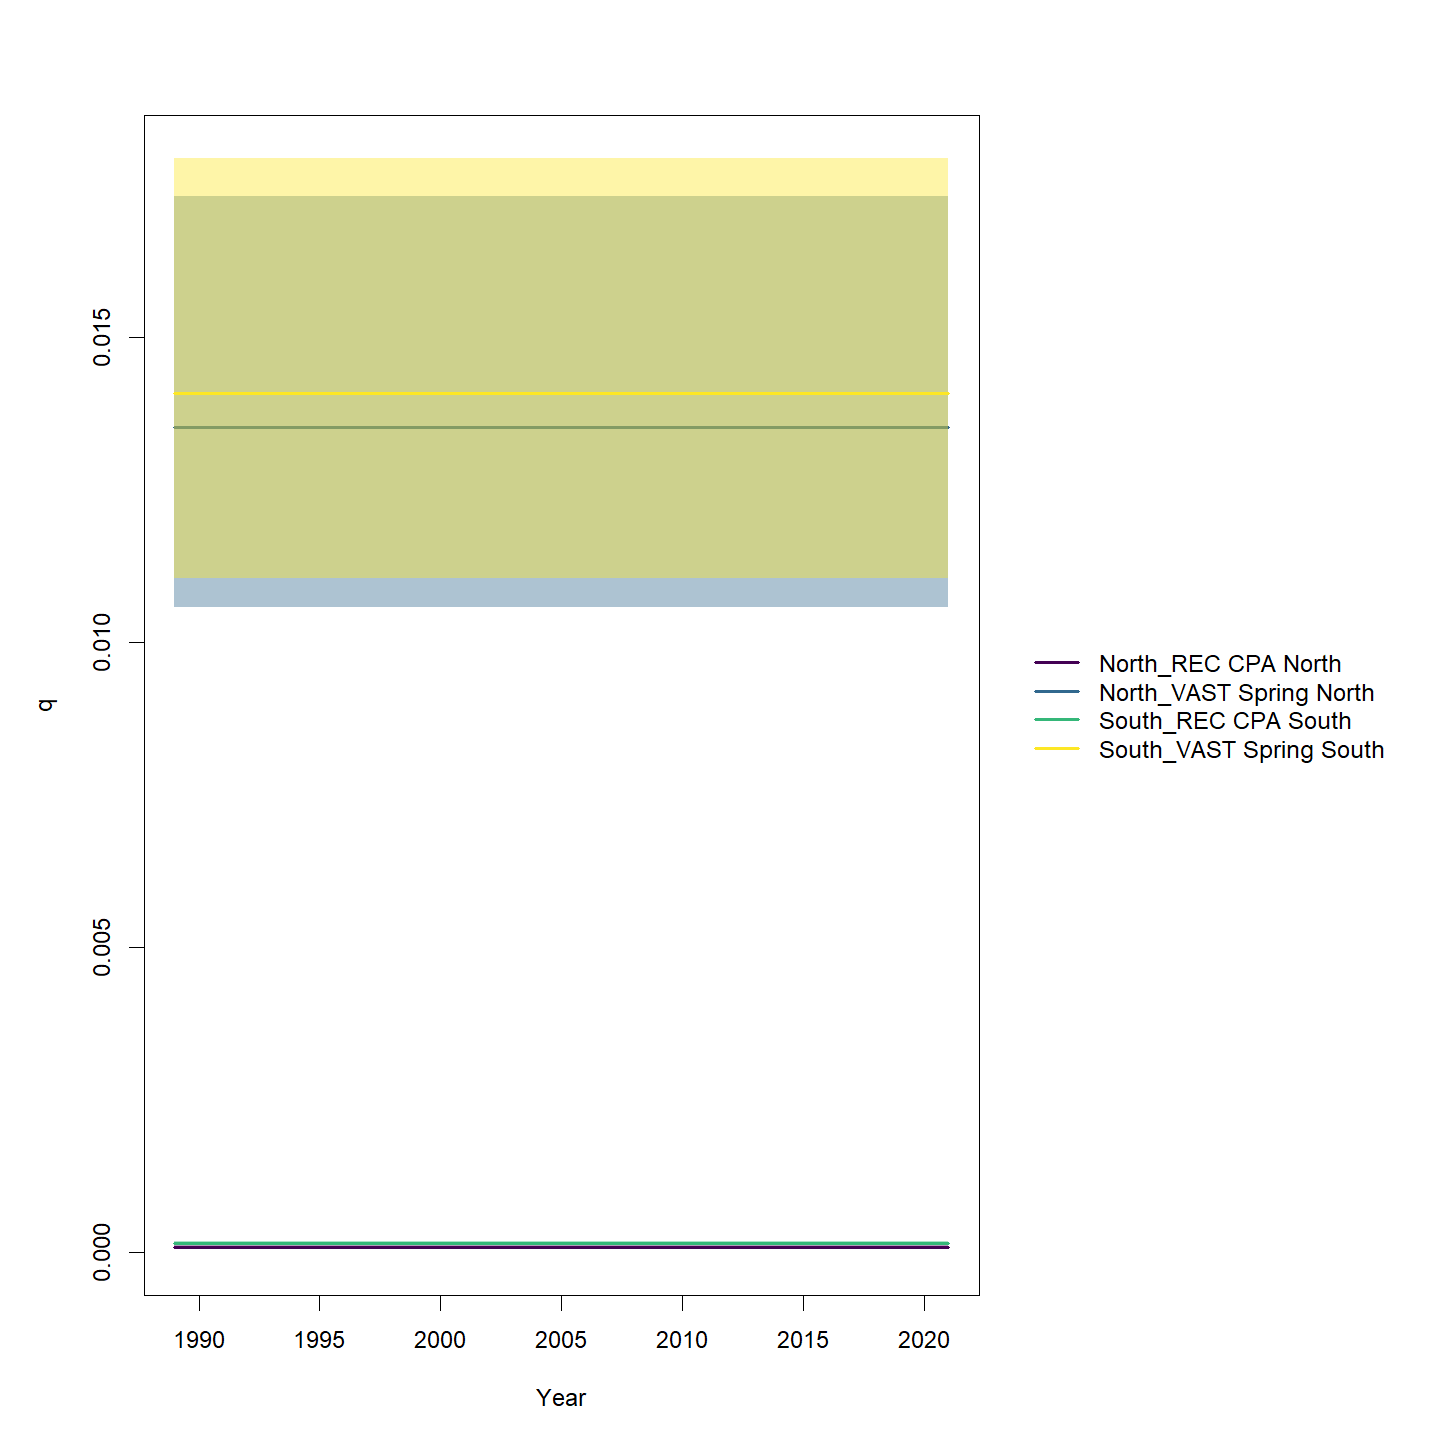 q
0.015
0.010
0.005
0.000
1990 1995 2000 2005 2010 2015 2020
Year
North_REC CPA North
North_VAST Spring North
South_REC CPA South
South_VAST Spring South